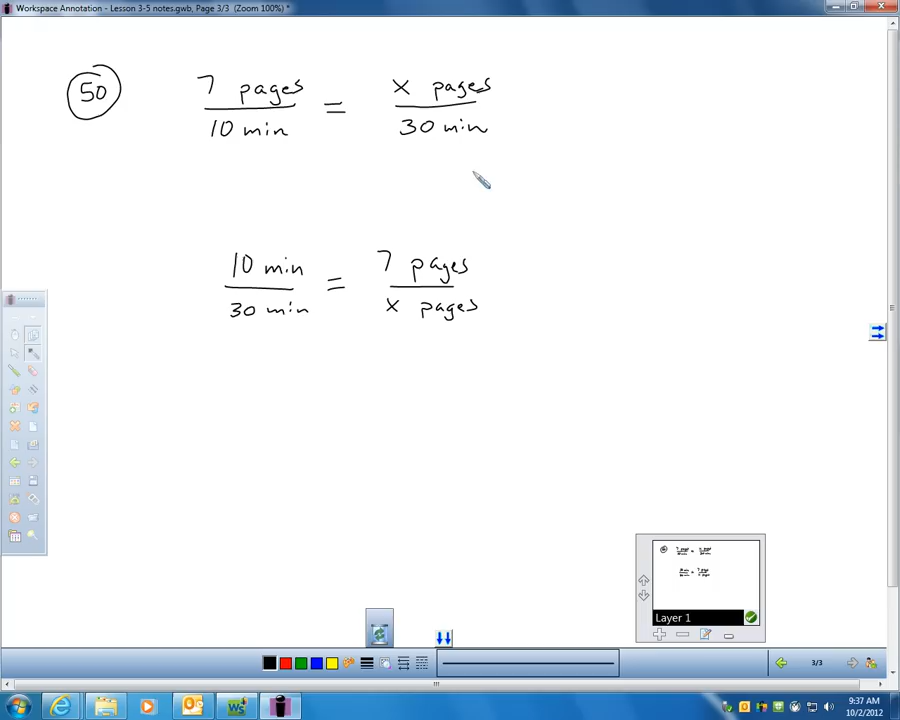 Workspace Annotation - Lesson 3-5 notes.gwb, Page 3/3 (Zoom 100%) *
50
7 pages / 10 min = x pages / 30 min
10 min / 30 min = 7 pages / x pages
Layer 1
3/3
9:37 AM
10/2/2012